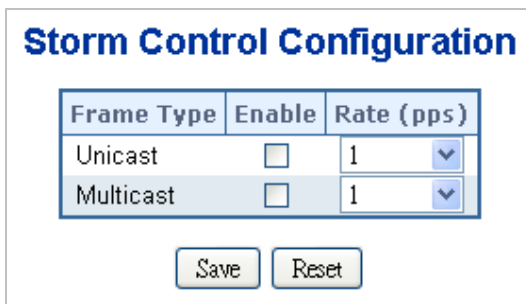 Storm Control Configuration
Frame Type Enable Rate (pps)
Unicast 1
Multicast 1
Save Reset